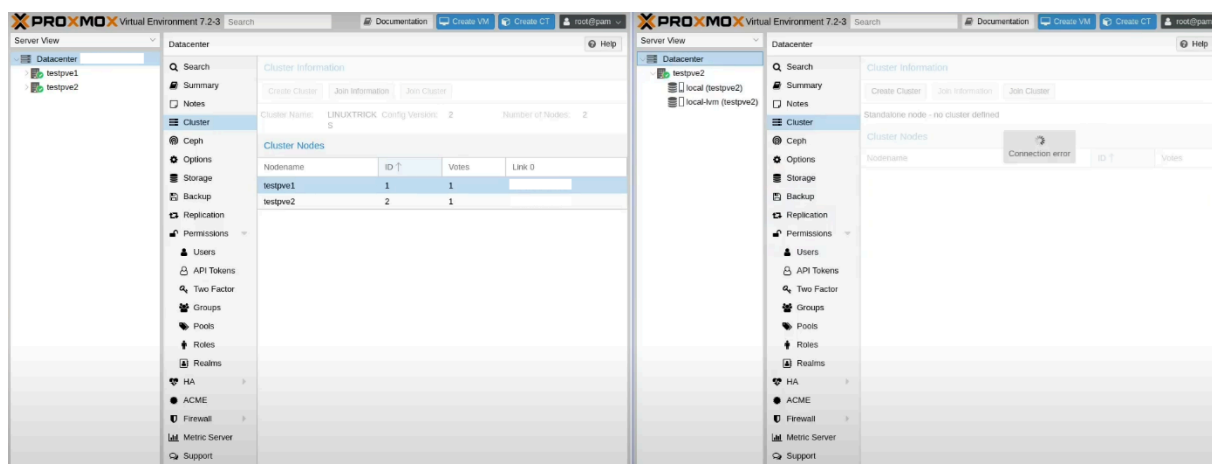 PROXMOX Virtual Environment 7.2-3 Search Documentation Create VM Create CT root@pam
Server View
Datacenter
testpve1
testpve2
Datacenter
Help
Search
Summary
Notes
Cluster
Ceph
Options
Storage
Backup
Replication
Permissions
Users
API Tokens
Two Factor
Groups
Pools
Roles
Realms
HA
ACME
Firewall
Metric Server
Support
Cluster Information
Create Cluster Join Information Join Cluster
Cluster Name: LINUXTRICK Config Version: 2 Number of Nodes: 2
S
Cluster Nodes
Nodename ID ↑ Votes Link 0
testpve1 1 1
testpve2 2 1
PROXMOX Virtual Environment 7.2-3 Search Documentation Create VM Create CT root@pam
Server View
Datacenter
testpve2
local (testpve2)
local-lvm (testpve2)
Datacenter
Help
Search
Summary
Notes
Cluster
Ceph
Options
Storage
Backup
Replication
Permissions
Users
API Tokens
Two Factor
Groups
Pools
Roles
Realms
HA
ACME
Firewall
Metric Server
Support
Cluster Information
Create Cluster Join Information Join Cluster
Standalone node - no cluster defined
Cluster Nodes
Nodename ID ↑ Votes
Connection error